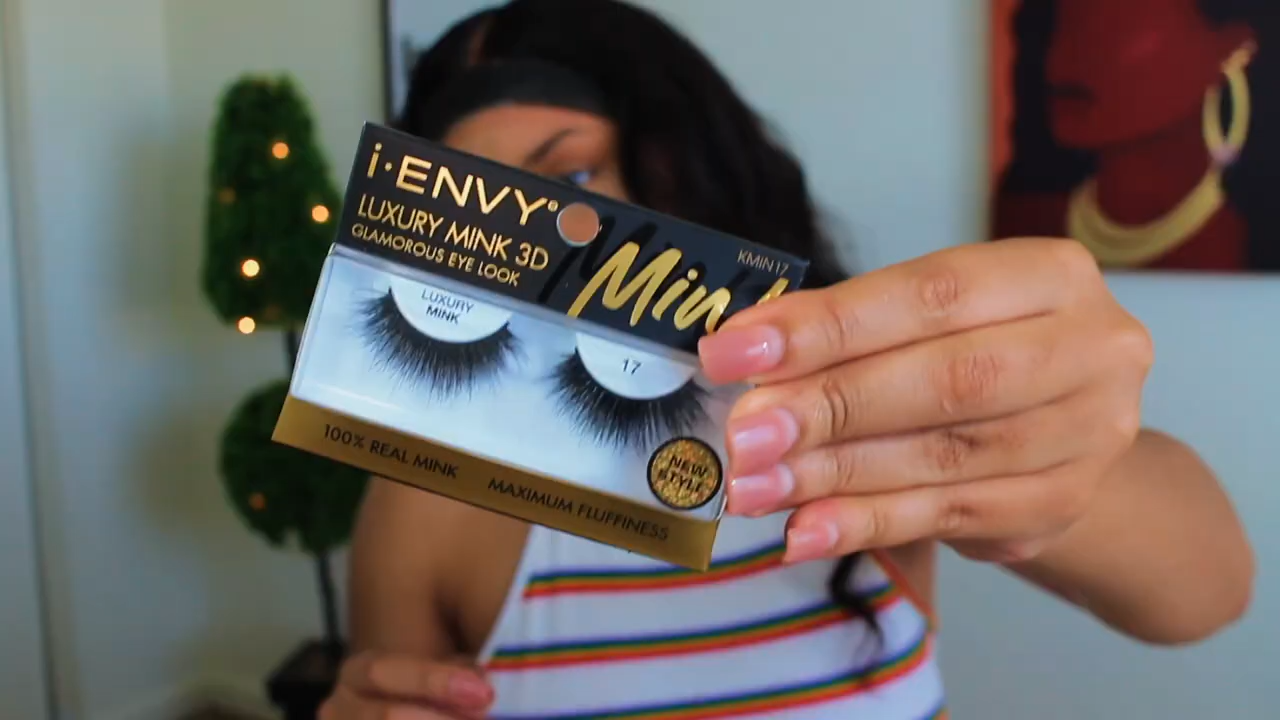 i·ENVY®
LUXURY MINK 3D
GLAMOROUS EYE LOOK
KMIN17
LUXURY
MINK
17
NEW
STYLE
100% REAL MINK
MAXIMUM FLUFFINESS